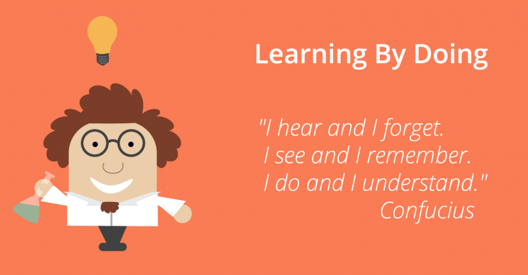 Learning By Doing
"I hear and I forget.
I see and I remember.
I do and I understand."
Confucius